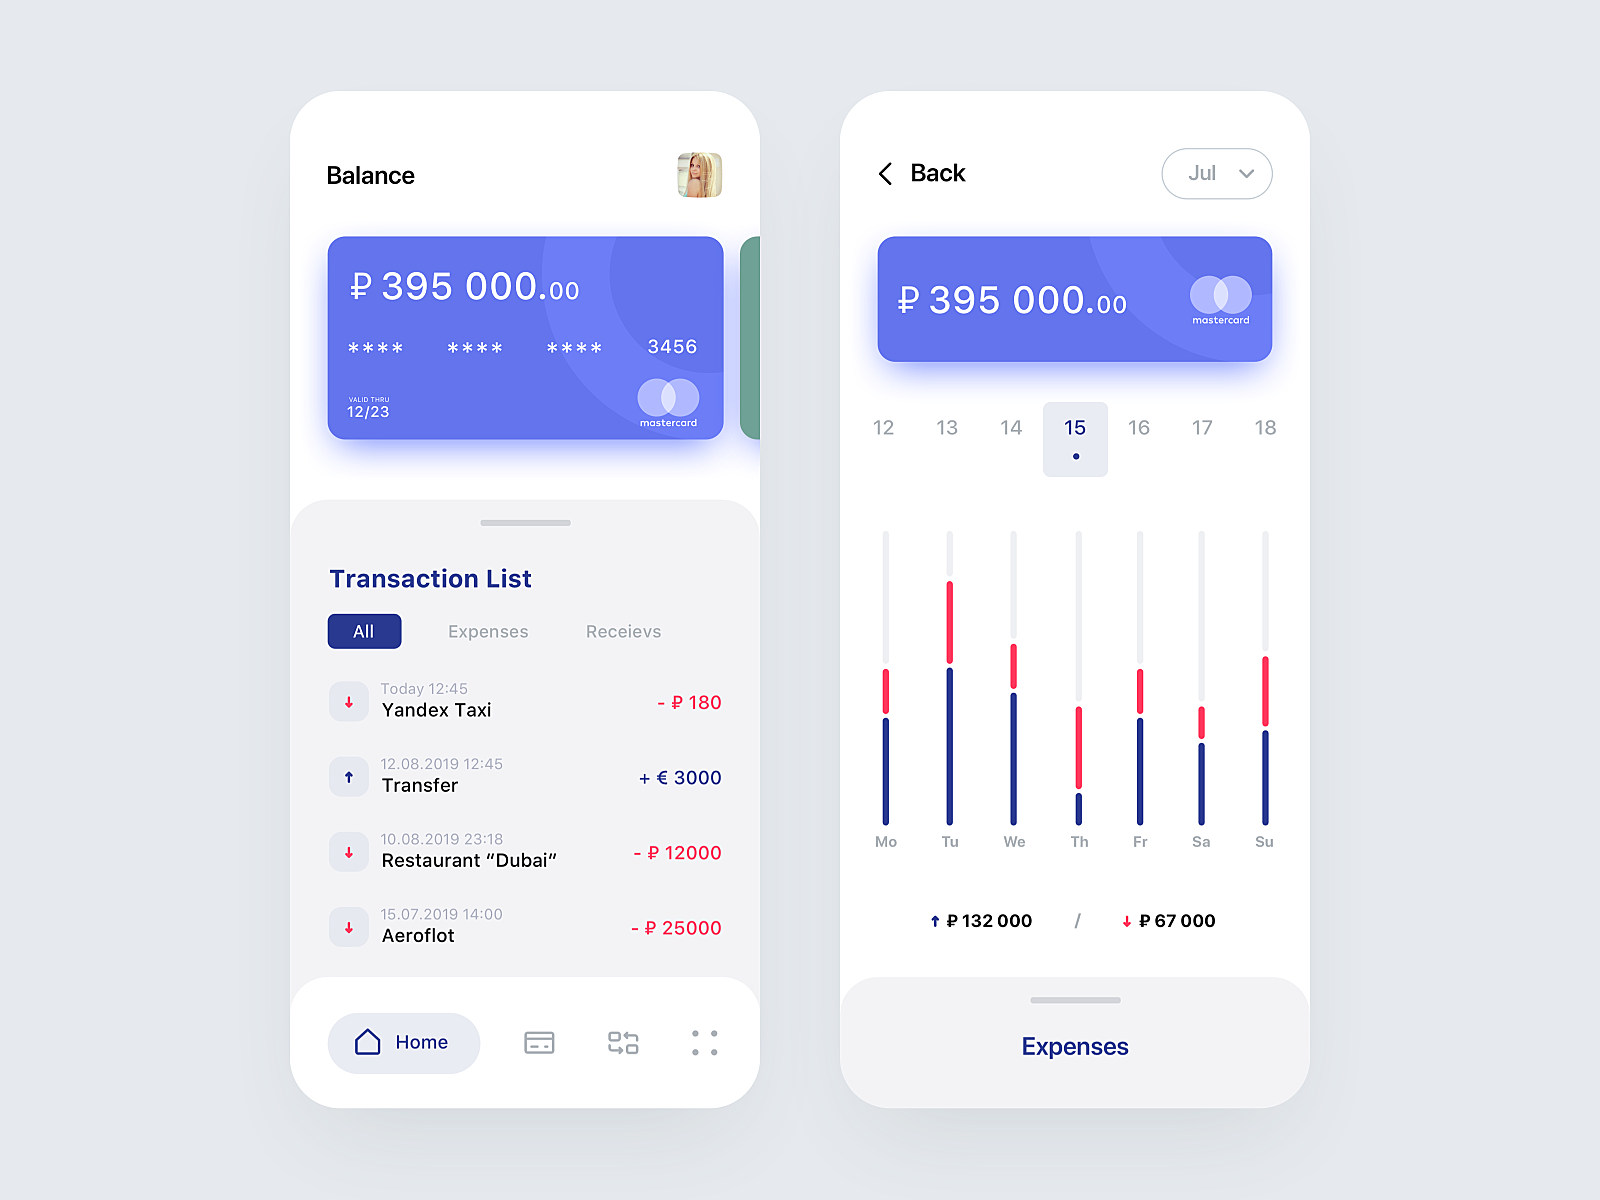 Balance
₽ 395 000.00
**** **** **** 3456
VALID THRU
12/23
mastercard
Transaction List
All Expenses Receievs
Today 12:45
Yandex Taxi
- ₽ 180
12.08.2019 12:45
Transfer
+ € 3000
10.08.2019 23:18
Restaurant “Dubai”
- ₽ 12000
15.07.2019 14:00
Aeroflot
- ₽ 25000
Home
Back
Jul
₽ 395 000.00
mastercard
12 13 14 15 16 17 18
Mo Tu We Th Fr Sa Su
↑ ₽ 132 000 / ↓ ₽ 67 000
Expenses